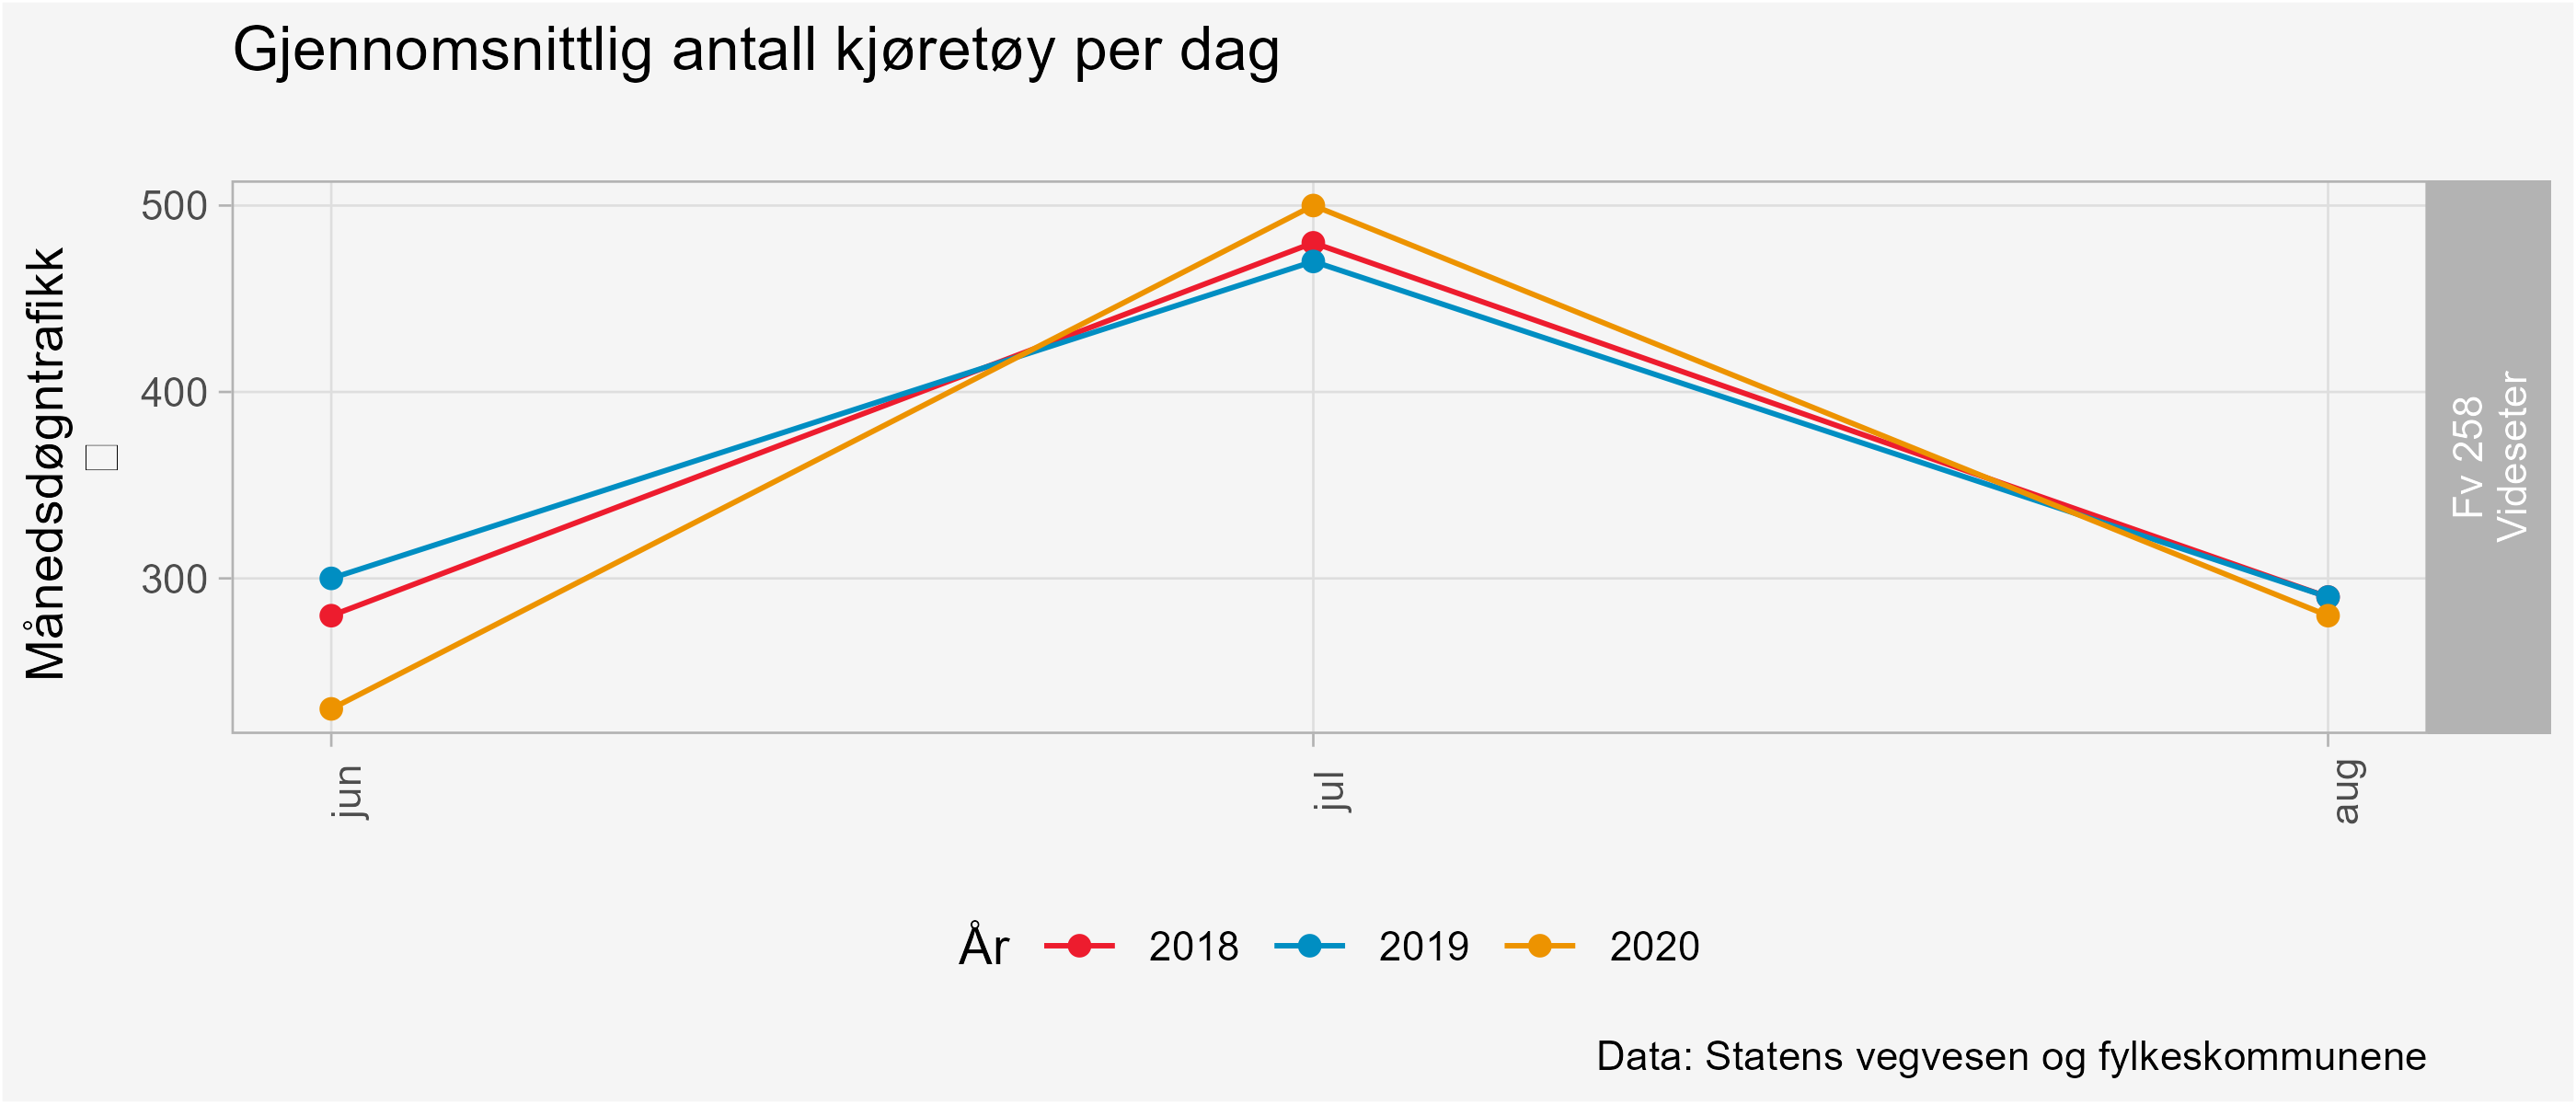 Gjennomsnittlig antall kjøretøy per dag
Månedsdøgntrafikk
500
400
300
jun
jul
aug
Fv 258
Videseter
År
2018
2019
2020
Data: Statens vegvesen og fylkeskommunene